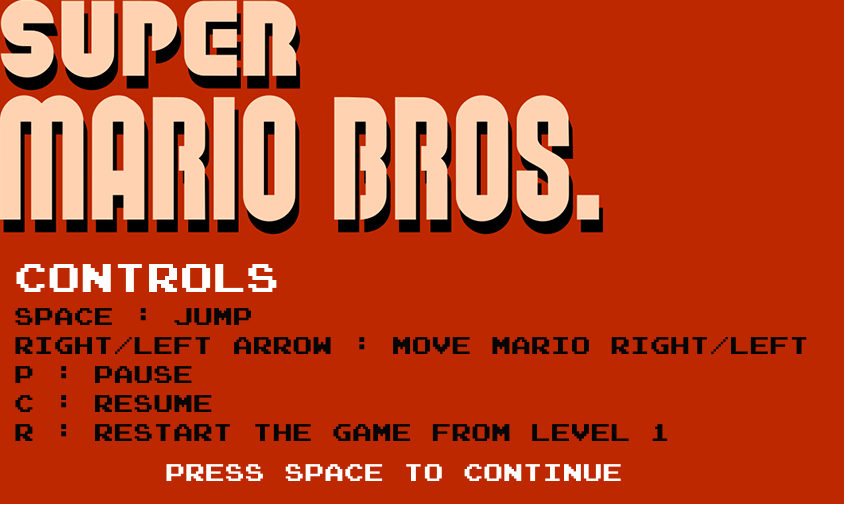 SUPER
MARIO BROS.
CONTROLS
SPACE : JUMP
RIGHT/LEFT ARROW : MOVE MARIO RIGHT/LEFT
P : PAUSE
C : RESUME
R : RESTART THE GAME FROM LEVEL 1
PRESS SPACE TO CONTINUE